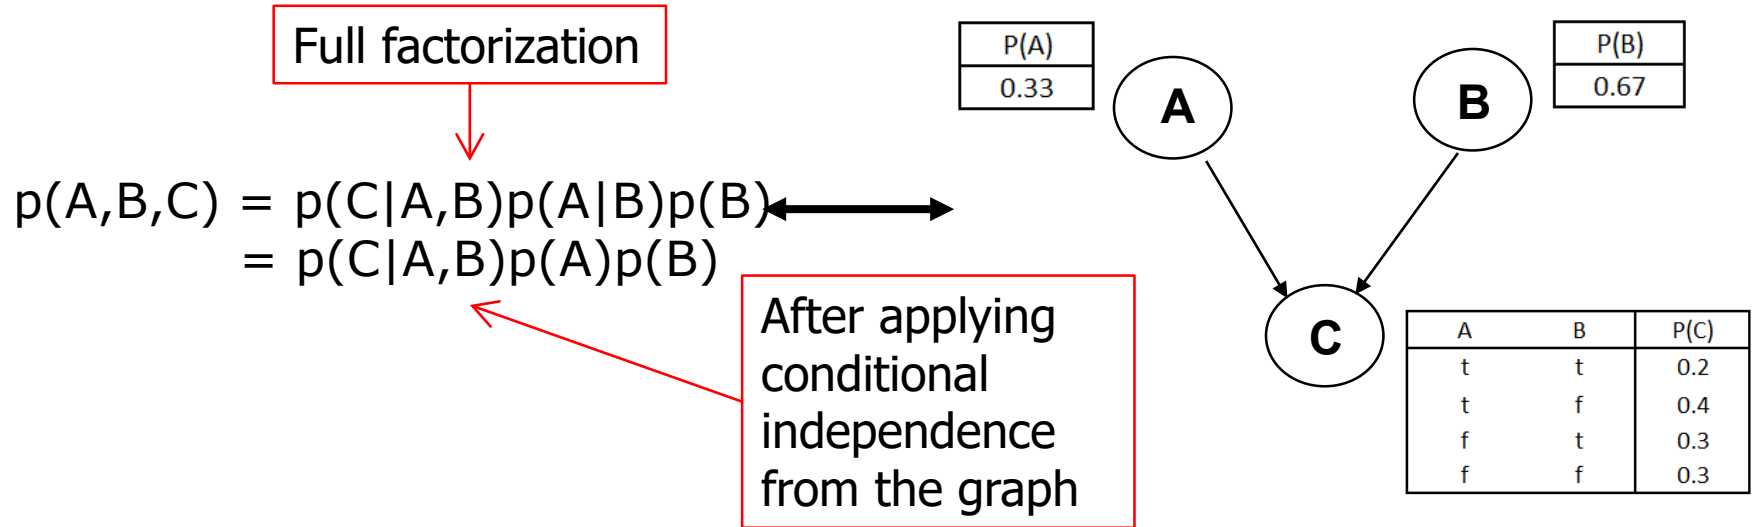 Full factorization
p(A,B,C) = p(C|A,B)p(A|B)p(B)
= p(C|A,B)p(A)p(B)
After applying
conditional
independence
from the graph
P(A)
0.33
A
B
P(B)
0.67
C
A B P(C)
t t 0.2
t f 0.4
f t 0.3
f f 0.3